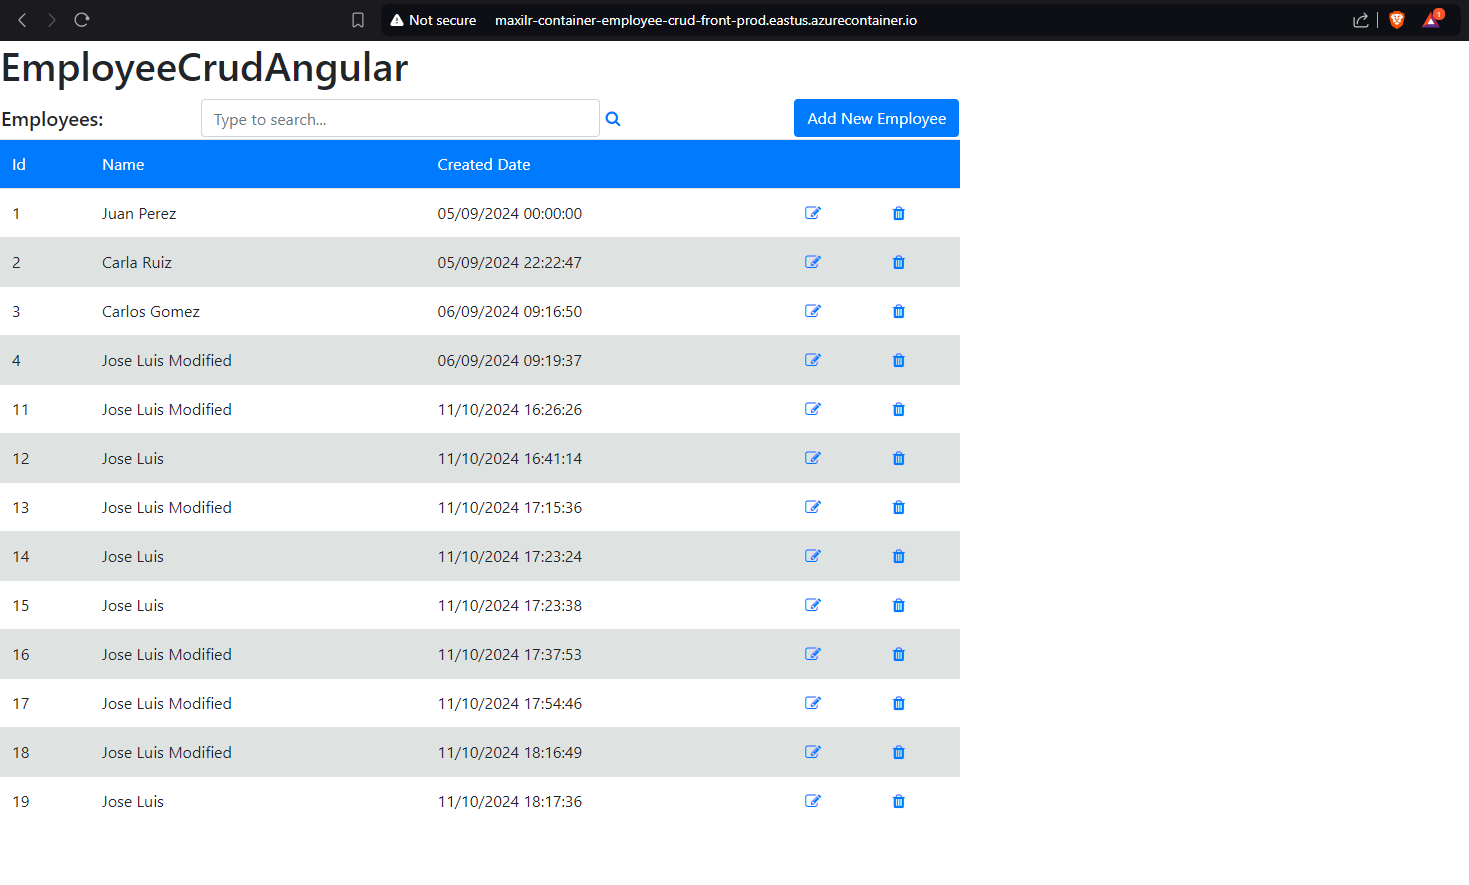 Not secure maxilr-container-employee-crud-front-prod.eastus.azurecontainer.io 1
EmployeeCrudAngular
Employees: Type to search... Add New Employee
Id Name Created Date
1 Juan Perez 05/09/2024 00:00:00
2 Carla Ruiz 05/09/2024 22:22:47
3 Carlos Gomez 06/09/2024 09:16:50
4 Jose Luis Modified 06/09/2024 09:19:37
11 Jose Luis Modified 11/10/2024 16:26:26
12 Jose Luis 11/10/2024 16:41:14
13 Jose Luis Modified 11/10/2024 17:15:36
14 Jose Luis 11/10/2024 17:23:24
15 Jose Luis 11/10/2024 17:23:38
16 Jose Luis Modified 11/10/2024 17:37:53
17 Jose Luis Modified 11/10/2024 17:54:46
18 Jose Luis Modified 11/10/2024 18:16:49
19 Jose Luis 11/10/2024 18:17:36